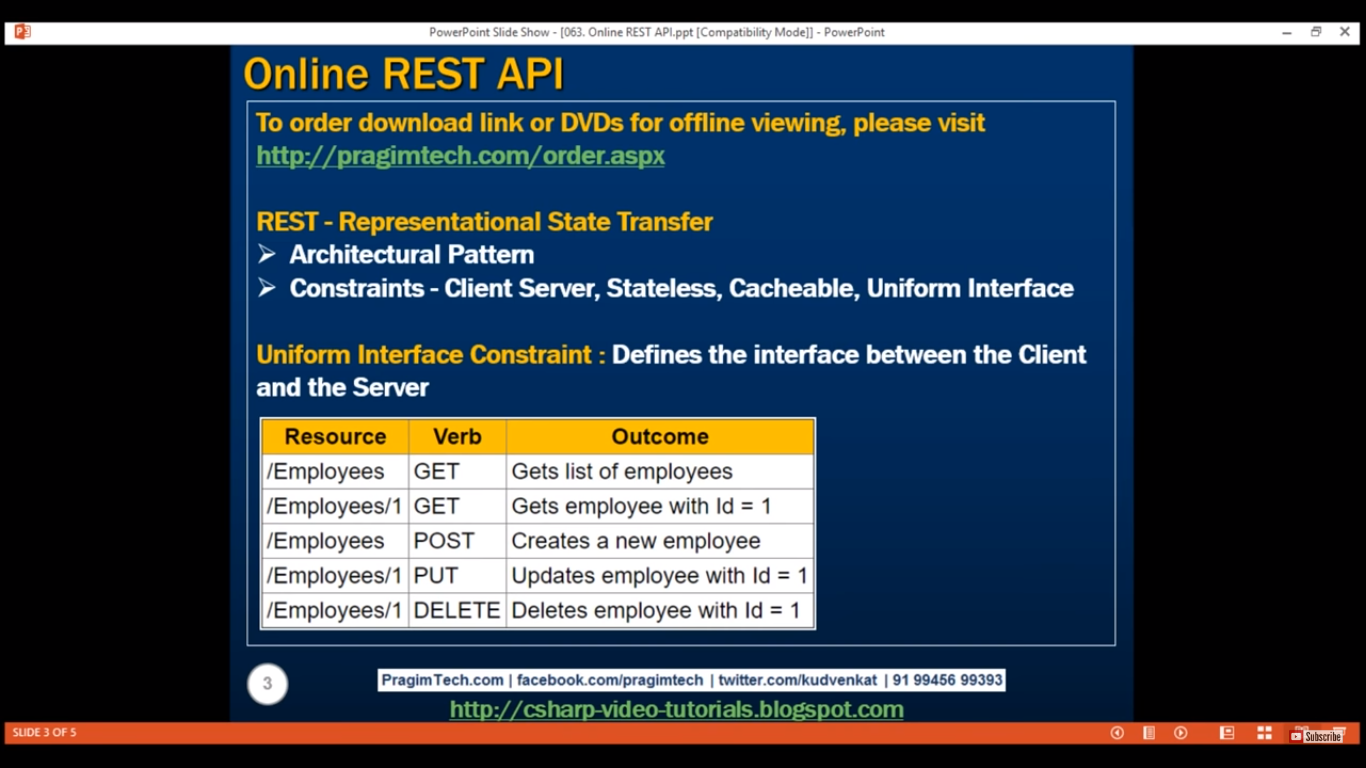 PowerPoint Slide Show - [063. Online REST API.ppt [Compatibility Mode]] - PowerPoint
Online REST API
To order download link or DVDs for offline viewing, please visit
http://pragimtech.com/order.aspx
REST - Representational State Transfer
Architectural Pattern
Constraints - Client Server, Stateless, Cacheable, Uniform Interface
Uniform Interface Constraint : Defines the interface between the Client
and the Server
Resource Verb Outcome
/Employees GET Gets list of employees
/Employees/1 GET Gets employee with Id = 1
/Employees POST Creates a new employee
/Employees/1 PUT Updates employee with Id = 1
/Employees/1 DELETE Deletes employee with Id = 1
3
PragimTech.com | facebook.com/pragimtech | twitter.com/kudvenkat | 91 99456 99393
http://csharp-video-tutorials.blogspot.com
SLIDE 3 OF 5
Subscribe